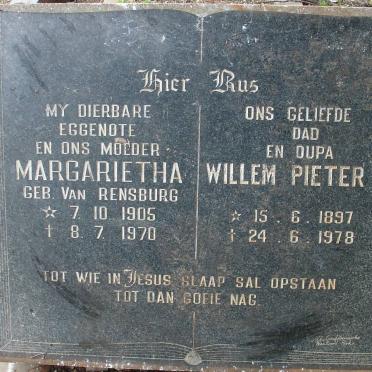 Hier Rus
MY DIERBARE
EGGENOTE
EN ONS MOEDER
MARGARIETHA
GEB. VAN RENSBURG
☆ 7. 10. 1905
† 8. 7. 1970
ONS GELIEFDE
DAD
EN OUPA
WILLEM PIETER
☆ 15. 6. 1897
† 24. 6. 1978
TOT WIE IN JESUS SLAAP SAL OPSTAAN
TOT DAN GOEIE NAG.